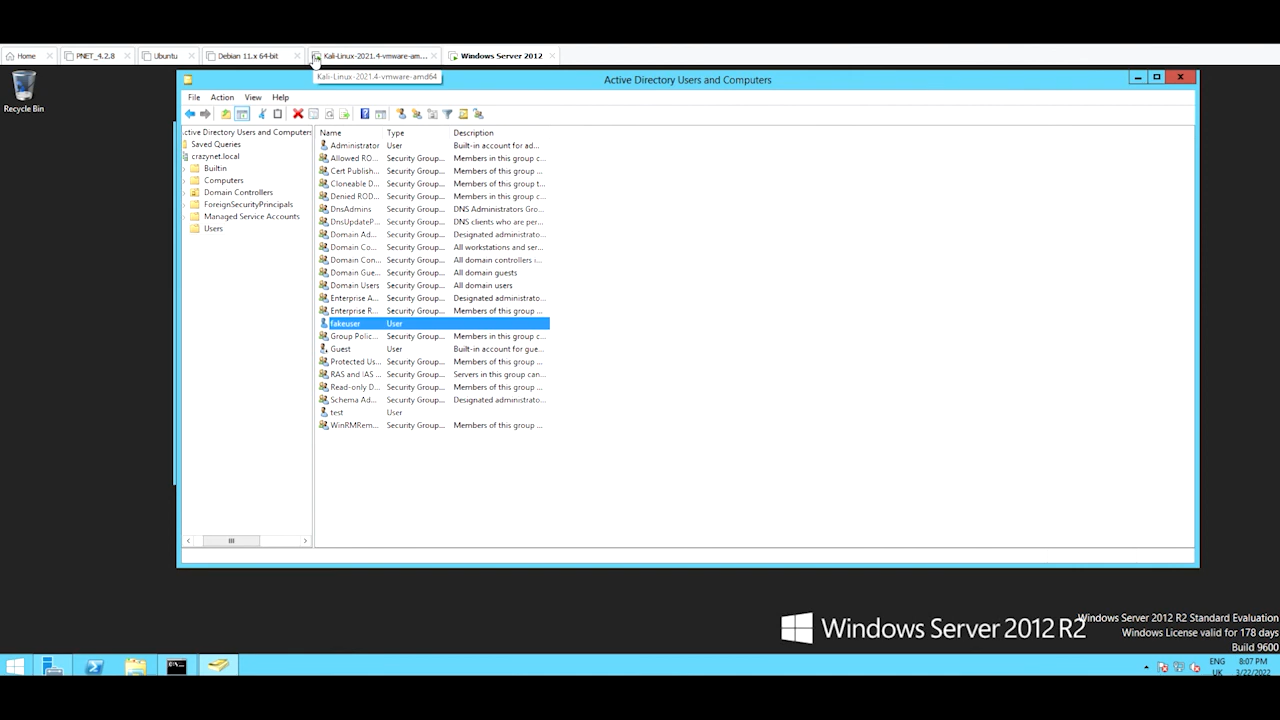 Home PNET_4.2.8 Ubuntu Debian 11.x 64-bit Kali-Linux-2021.4-vmware-am... Windows Server 2012
Kali-Linux-2021.4-vmware-amd64
Active Directory Users and Computers
Recycle Bin
File Action View Help
ctive Directory Users and Computers
Saved Queries
crazynet.local
Builtin
Computers
Domain Controllers
ForeignSecurityPrincipals
Managed Service Accounts
Users
Name Type Description
Administrator User Built-in account for ad...
Allowed RO... Security Group... Members in this group c...
Cert Publish... Security Group... Members of this group ...
Cloneable D... Security Group... Members of this group t...
Denied ROD... Security Group... Members in this group c...
DnsAdmins Security Group... DNS Administrators Gro...
DnsUpdateP... Security Group... DNS clients who are per...
Domain Ad... Security Group... Designated administrato...
Domain Co... Security Group... All workstations and ser...
Domain Con... Security Group... All domain controllers i...
Domain Gue... Security Group... All domain guests
Domain Users Security Group... All domain users
Enterprise A... Security Group... Designated administrato...
Enterprise R... Security Group... Members of this group ...
fakeuser User
Group Polic... Security Group... Members in this group c...
Guest User Built-in account for gue...
Protected Us... Security Group... Members of this group ...
RAS and IAS ... Security Group... Servers in this group can...
Read-only D... Security Group... Members of this group ...
Schema Ad... Security Group... Designated administrato...
test User
WinRMRem... Security Group... Members of this group ...
Windows Server 2012 R2
Windows Server 2012 R2 Standard Evaluation
Windows License valid for 178 days
Build 9600
ENG 8:07 PM
UK 3/22/2022